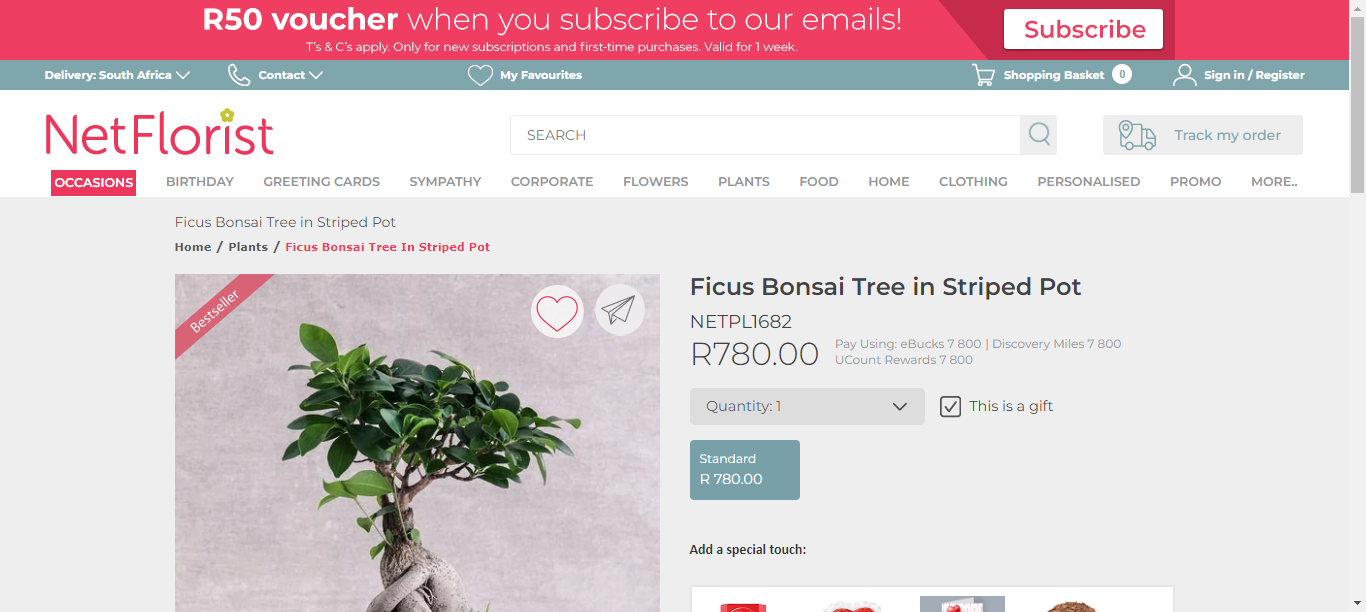 R50 voucher when you subscribe to our emails!
T's & C's apply. Only for new subscriptions and first-time purchases. Valid for 1 week.
Subscribe
Delivery: South Africa
Contact
My Favourites
Shopping Basket 0
Sign in / Register
NetFlorist
SEARCH
Track my order
OCCASIONS BIRTHDAY GREETING CARDS SYMPATHY CORPORATE FLOWERS PLANTS FOOD HOME CLOTHING PERSONALISED PROMO MORE..
Ficus Bonsai Tree in Striped Pot
Home / Plants / Ficus Bonsai Tree In Striped Pot
Bestseller
Ficus Bonsai Tree in Striped Pot
NETPL1682
R780.00
Pay Using: eBucks 7 800 | Discovery Miles 7 800
UCount Rewards 7 800
Quantity: 1
This is a gift
Standard
R 780.00
Add a special touch: